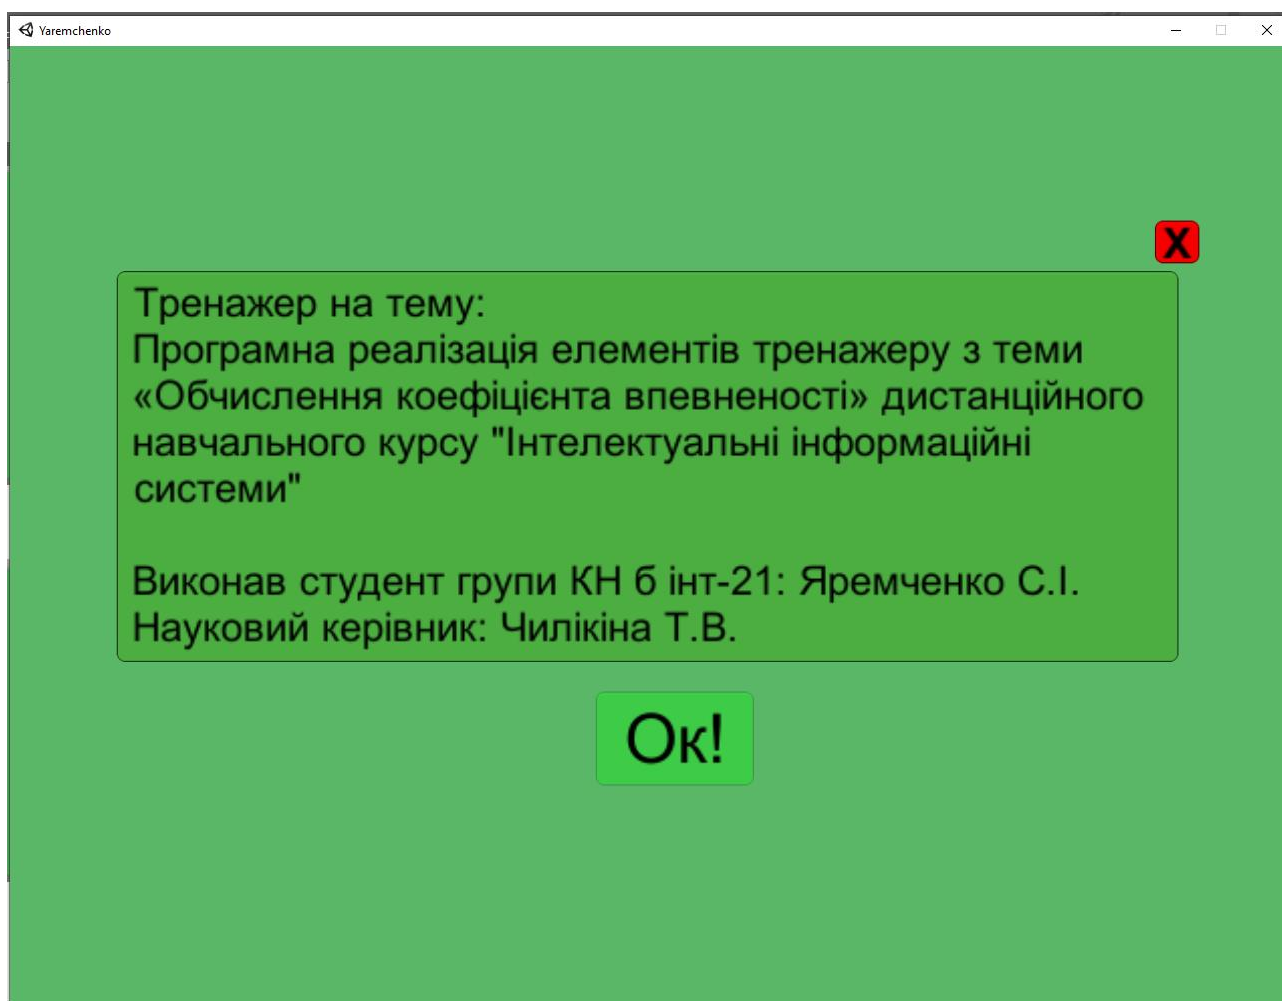 Yaremchenko
X
Тренажер на тему:
Програмна реалізація елементів тренажеру з теми
«Обчислення коефіцієнта впевненості» дистанційного
навчального курсу "Інтелектуальні інформаційні
системи"
Виконав студент групи КН б інт-21: Яремченко С.І.
Науковий керівник: Чилікіна Т.В.
Ок!